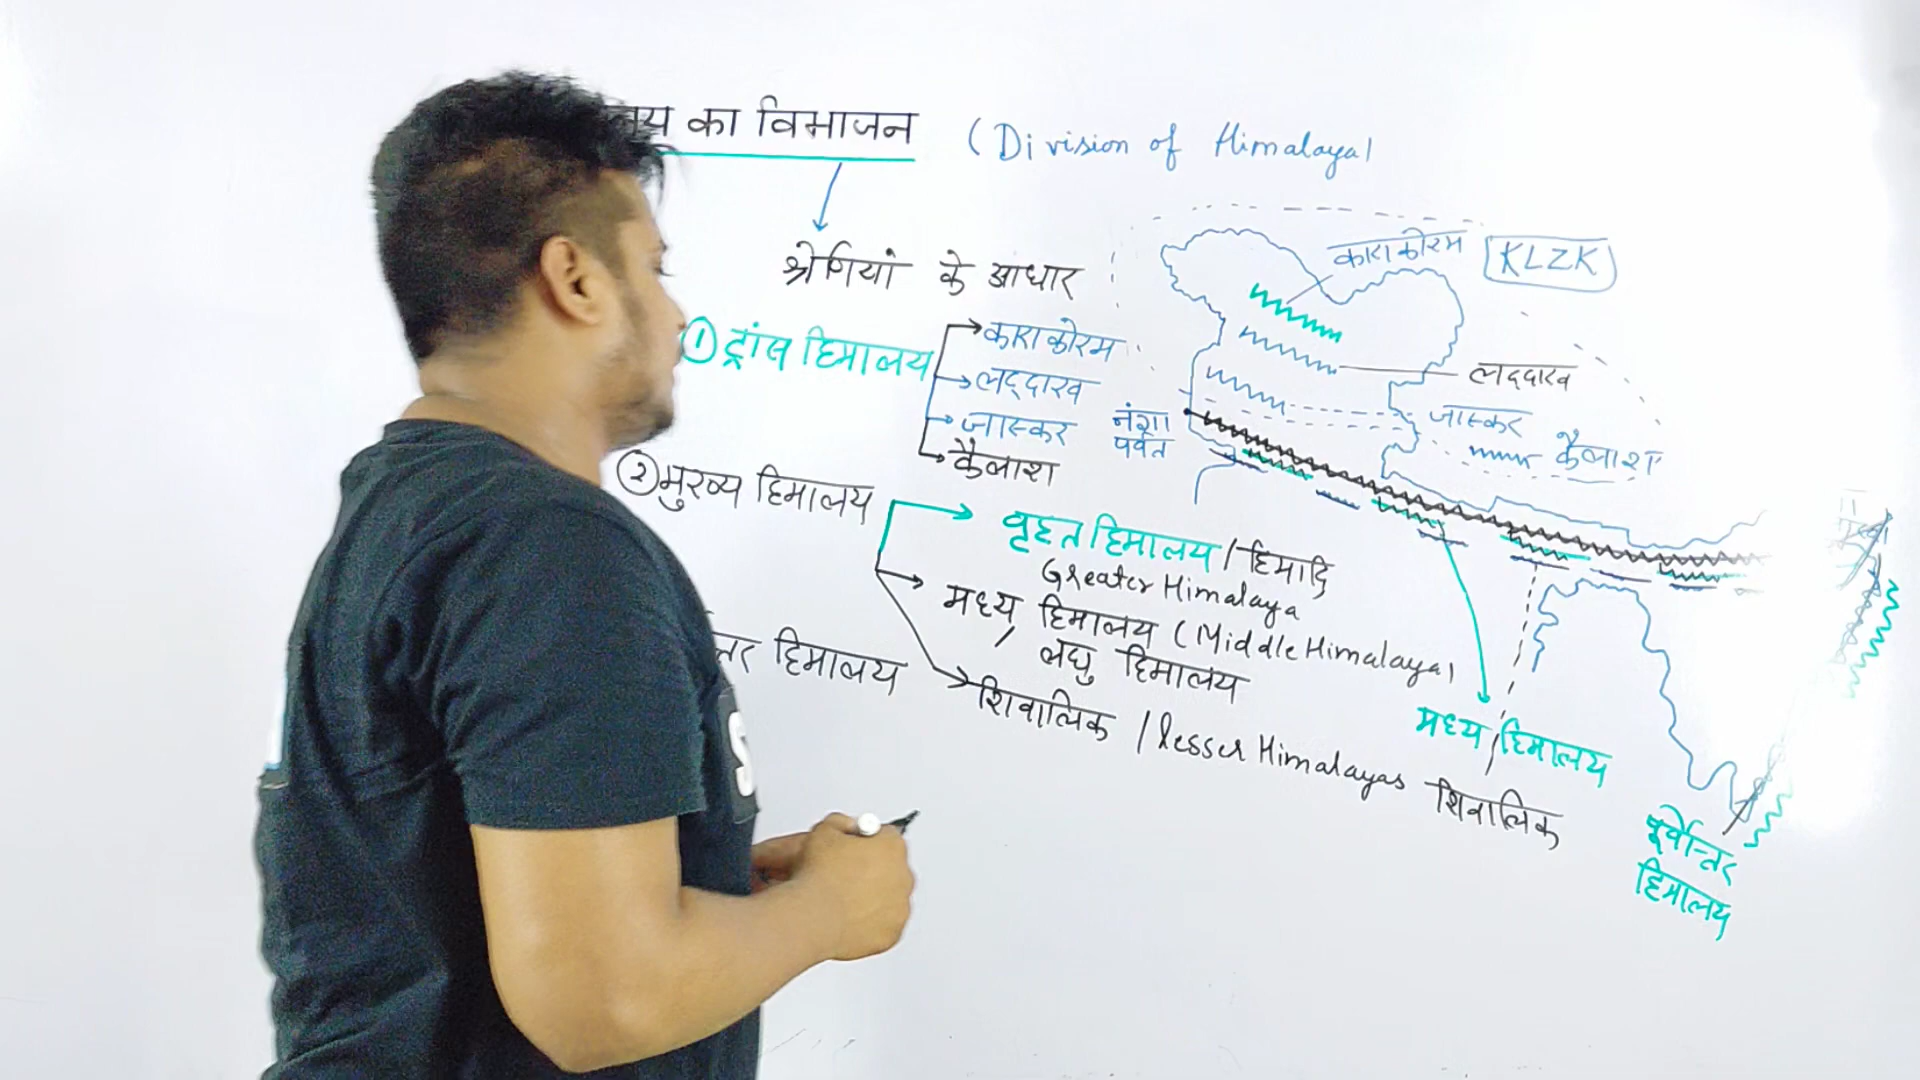 का विभाजन (Division of Himalaya)
श्रेणियां के आधार
① ट्रांस हिमालय
काराकोरम
लद्दाख
जास्कर
कैलाश
② मुख्य हिमालय
वृहत हिमालय / हिमाद्रि
Greater Himalaya
मध्य हिमालय (Middle Himalaya)
/ लघु हिमालय
शिवालिक / lesser Himalayas
हिमालय
काराकोरम KLZK
लद्दाख
जास्कर
कैलाश
नंगा
पर्वत
मध्य हिमालय
शिवालिक
पूर्वोत्तर
हिमालय